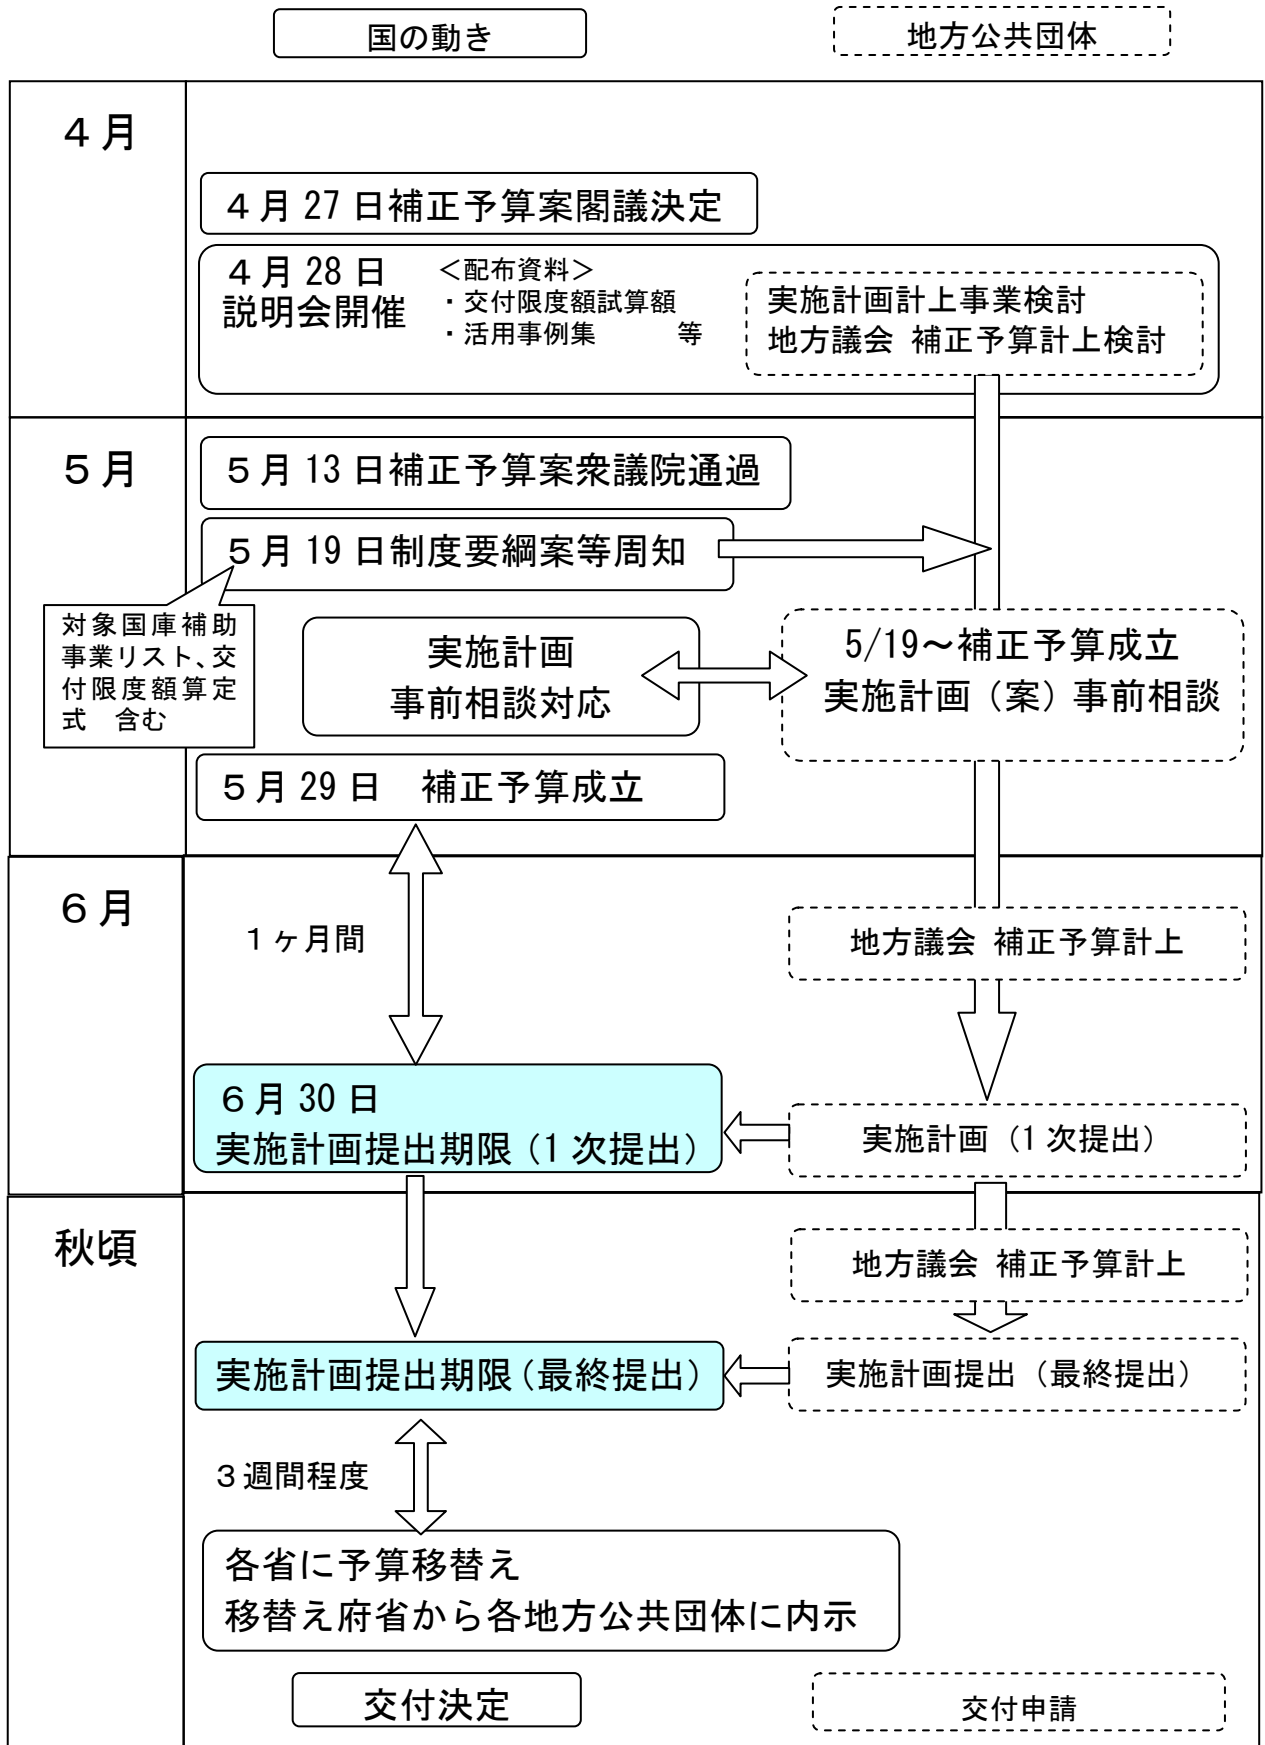 国の動き
地方公共団体
４月
４月 27 日補正予算案閣議決定
４月 28 日
説明会開催
＜配布資料＞
・交付限度額試算額
・活用事例集　　　等
実施計画計上事業検討
地方議会 補正予算計上検討
５月
５月 13 日補正予算案衆議院通過
５月 19 日制度要綱案等周知
対象国庫補助
事業リスト、交
付限度額算定
式　含む
実施計画
事前相談対応
5/19～補正予算成立
実施計画（案）事前相談
５月 29 日　補正予算成立
６月
１ヶ月間
地方議会 補正予算計上
６月 30 日
実施計画提出期限（１次提出）
実施計画（１次提出）
秋頃
地方議会 補正予算計上
実施計画提出期限（最終提出）
実施計画提出（最終提出）
３週間程度
各省に予算移替え
移替え府省から各地方公共団体に内示
交付決定
交付申請